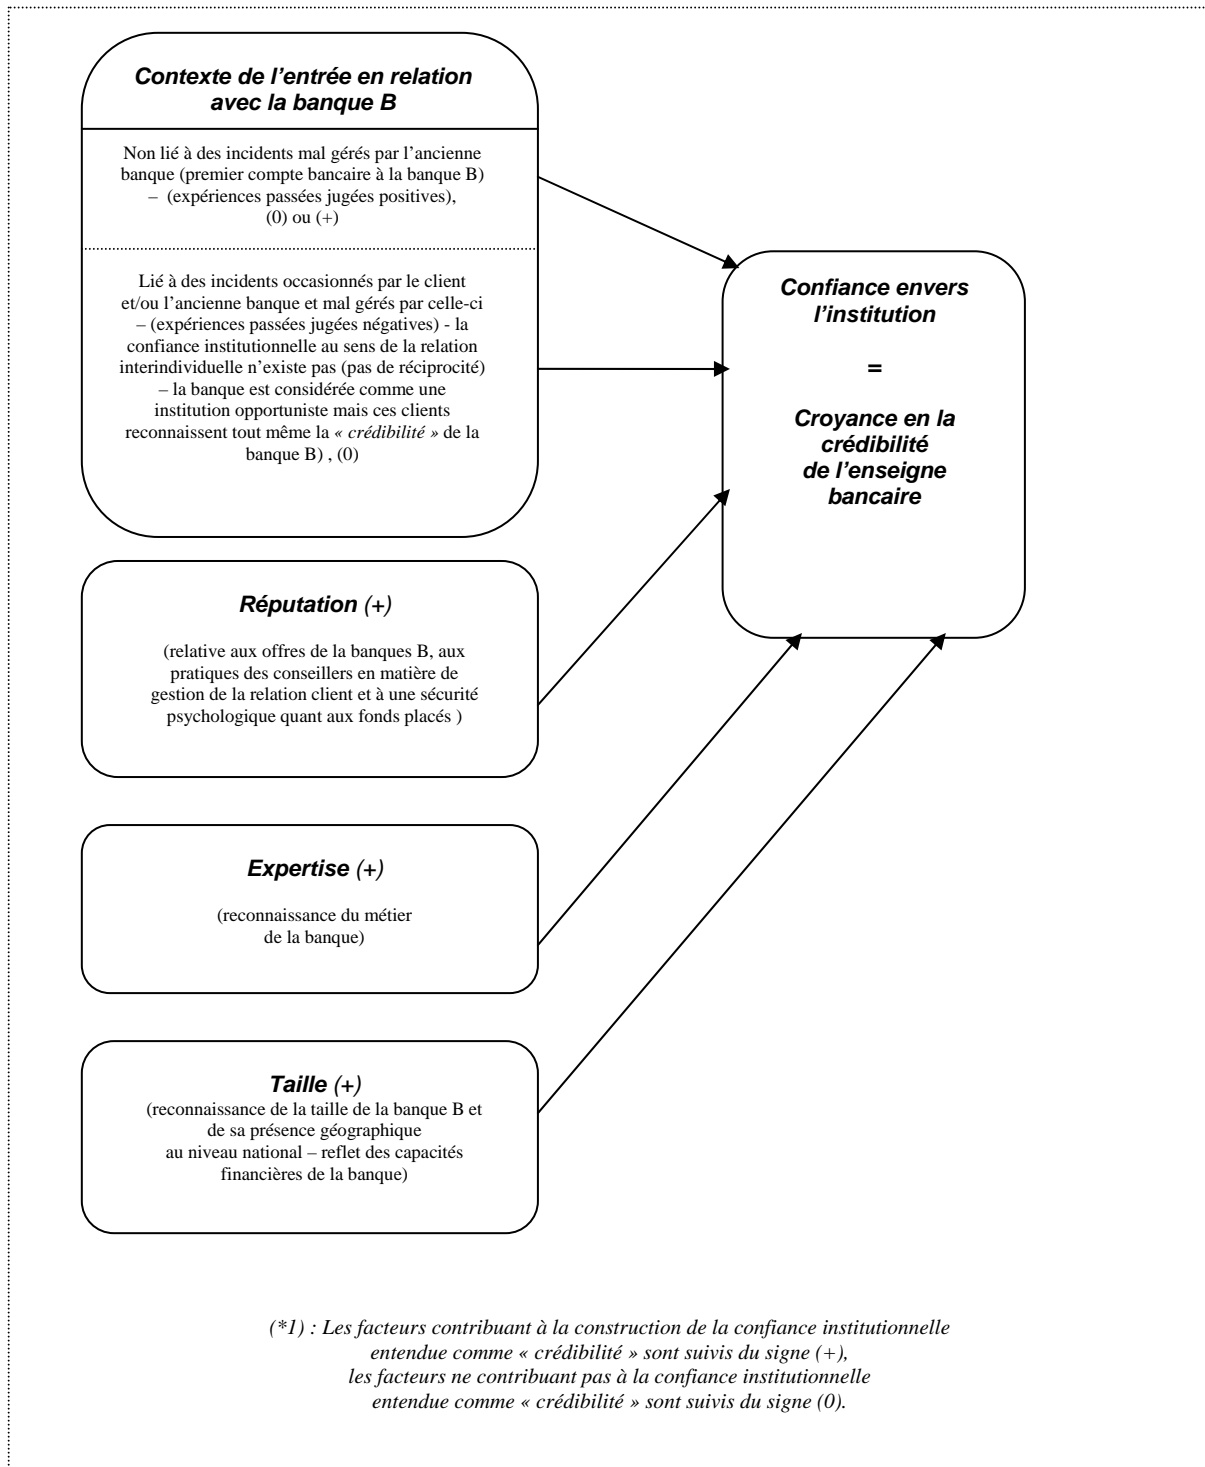 Contexte de l’entrée en relation
avec la banque B
Non lié à des incidents mal gérés par l’ancienne
banque (premier compte bancaire à la banque B)
– (expériences passées jugées positives),
(0) ou (+)
Lié à des incidents occasionnés par le client
et/ou l’ancienne banque et mal gérés par celle-ci
– (expériences passées jugées négatives) - la
confiance institutionnelle au sens de la relation
interindividuelle n’existe pas (pas de réciprocité)
– la banque est considérée comme une
institution opportuniste mais ces clients
reconnaissent tout même la « crédibilité » de la
banque B) , (0)
Confiance envers
l’institution
=
Croyance en la
crédibilité
de l’enseigne
bancaire
Réputation (+)
(relative aux offres de la banques B, aux
pratiques des conseillers en matière de
gestion de la relation client et à une sécurité
psychologique quant aux fonds placés )
Expertise (+)
(reconnaissance du métier
de la banque)
Taille (+)
(reconnaissance de la taille de la banque B et
de sa présence géographique
au niveau national – reflet des capacités
financières de la banque)
(*1) : Les facteurs contribuant à la construction de la confiance institutionnelle
entendue comme « crédibilité » sont suivis du signe (+),
les facteurs ne contribuant pas à la confiance institutionnelle
entendue comme « crédibilité » sont suivis du signe (0).